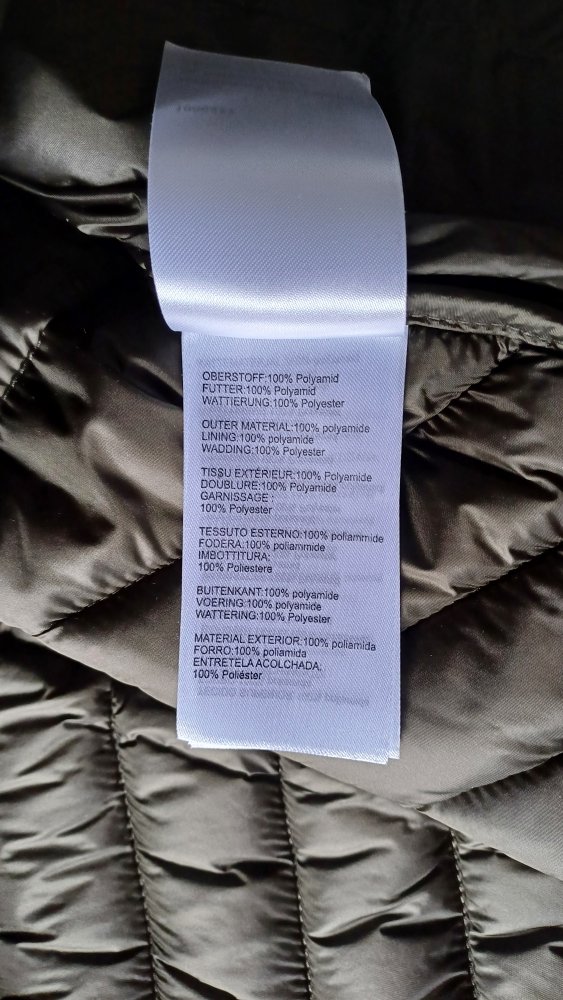 OBERSTOFF:100% Polyamid
FUTTER:100% Polyamid
WATTIERUNG:100% Polyester
OUTER MATERIAL:100% polyamide
LINING:100% polyamide
WADDING:100% Polyester
TISSU EXTÉRIEUR:100% Polyamide
DOUBLURE:100% Polyamide
GARNISSAGE :
100% Polyester
TESSUTO ESTERNO:100% poliammide
FODERA:100% poliammide
IMBOTTITURA:
100% Poliestere
BUITENKANT:100% polyamide
VOERING:100% polyamide
WATTERING:100% Polyester
MATERIAL EXTERIOR:100% poliamida
FORRO:100% poliamida
ENTRETELA ACOLCHADA:
100% Poliéster